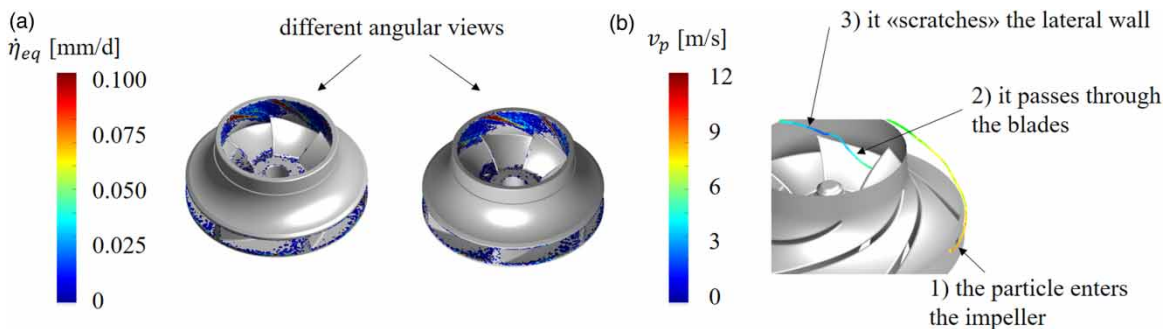 (a)
η̇eq [mm/d]
0.100
0.075
0.050
0.025
0
different angular views
(b)
vp [m/s]
12
9
6
3
0
3) it «scratches» the lateral wall
2) it passes through
the blades
1) the particle enters
the impeller